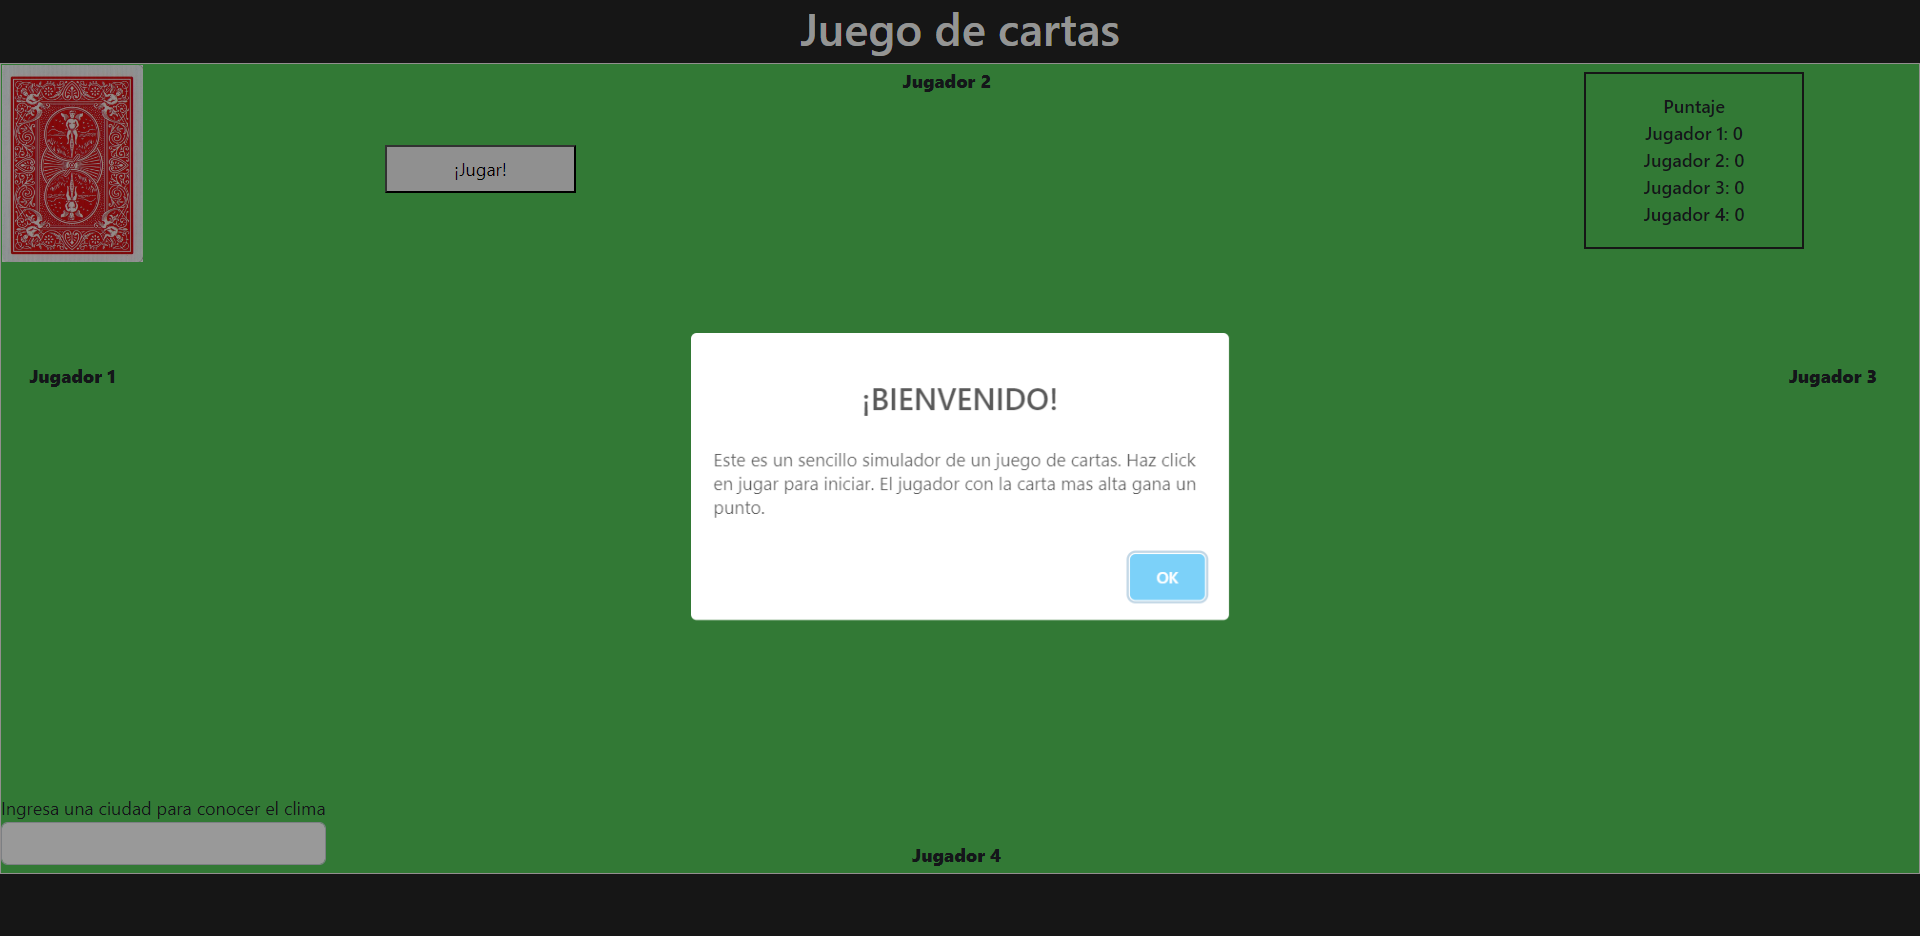 Juego de cartas
Jugador 2
Puntaje
Jugador 1: 0
Jugador 2: 0
Jugador 3: 0
Jugador 4: 0
¡Jugar!
Jugador 1
Jugador 3
¡BIENVENIDO!
Este es un sencillo simulador de un juego de cartas. Haz click
en jugar para iniciar. El jugador con la carta mas alta gana un
punto.
OK
Ingresa una ciudad para conocer el clima
Jugador 4